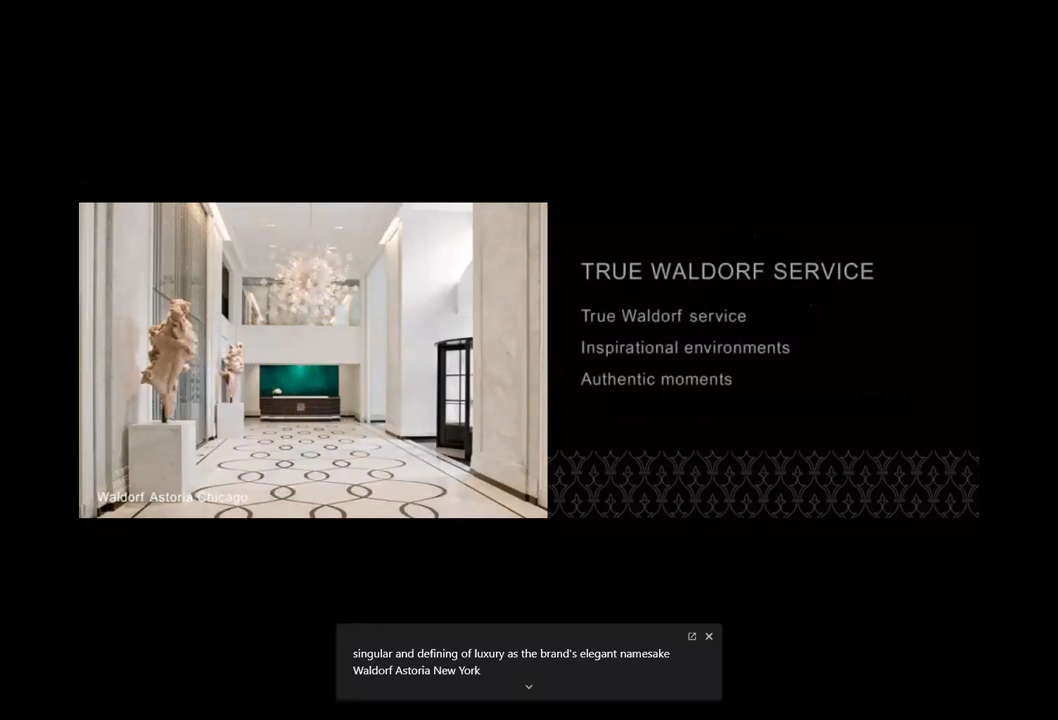 TRUE WALDORF SERVICE
True Waldorf service
Inspirational environments
Authentic moments
Waldorf Astoria Chicago
singular and defining of luxury as the brand's elegant namesake
Waldorf Astoria New York